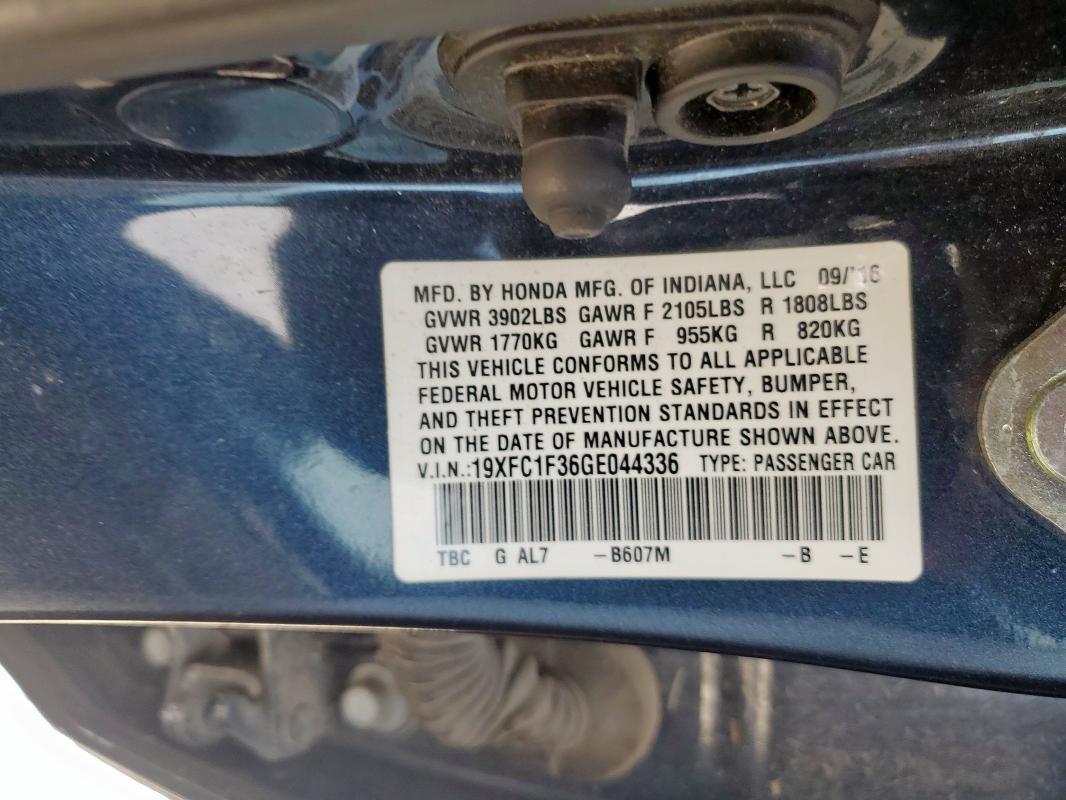 MFD. BY HONDA MFG. OF INDIANA, LLC 09/'16
GVWR 3902LBS GAWR F 2105LBS R 1808LBS
GVWR 1770KG GAWR F 955KG R 820KG
THIS VEHICLE CONFORMS TO ALL APPLICABLE
FEDERAL MOTOR VEHICLE SAFETY, BUMPER,
AND THEFT PREVENTION STANDARDS IN EFFECT
ON THE DATE OF MANUFACTURE SHOWN ABOVE.
V.I.N.:19XFC1F36GE044336 TYPE: PASSENGER CAR
TBC G AL7 -B607M -B -E